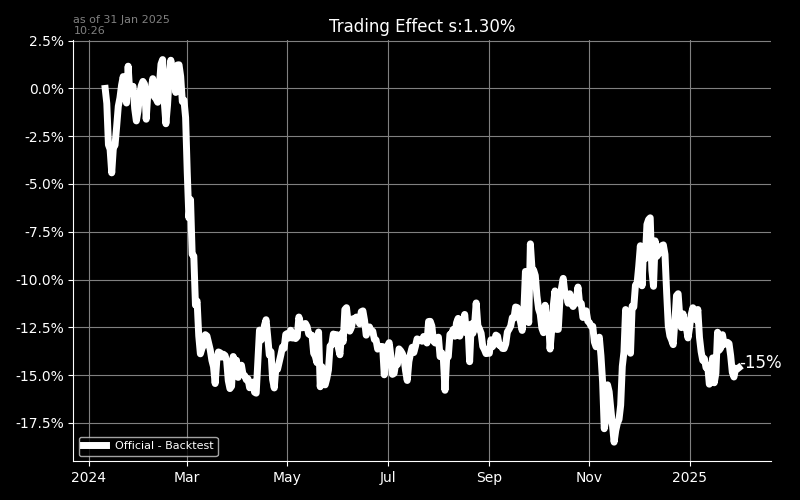 as of 31 Jan 2025
10:26
Trading Effect s:1.30%
2.5%
0.0%
-2.5%
-5.0%
-7.5%
-10.0%
-12.5%
-15.0%
-17.5%
-15%
Official - Backtest
2024 Mar May Jul Sep Nov 2025